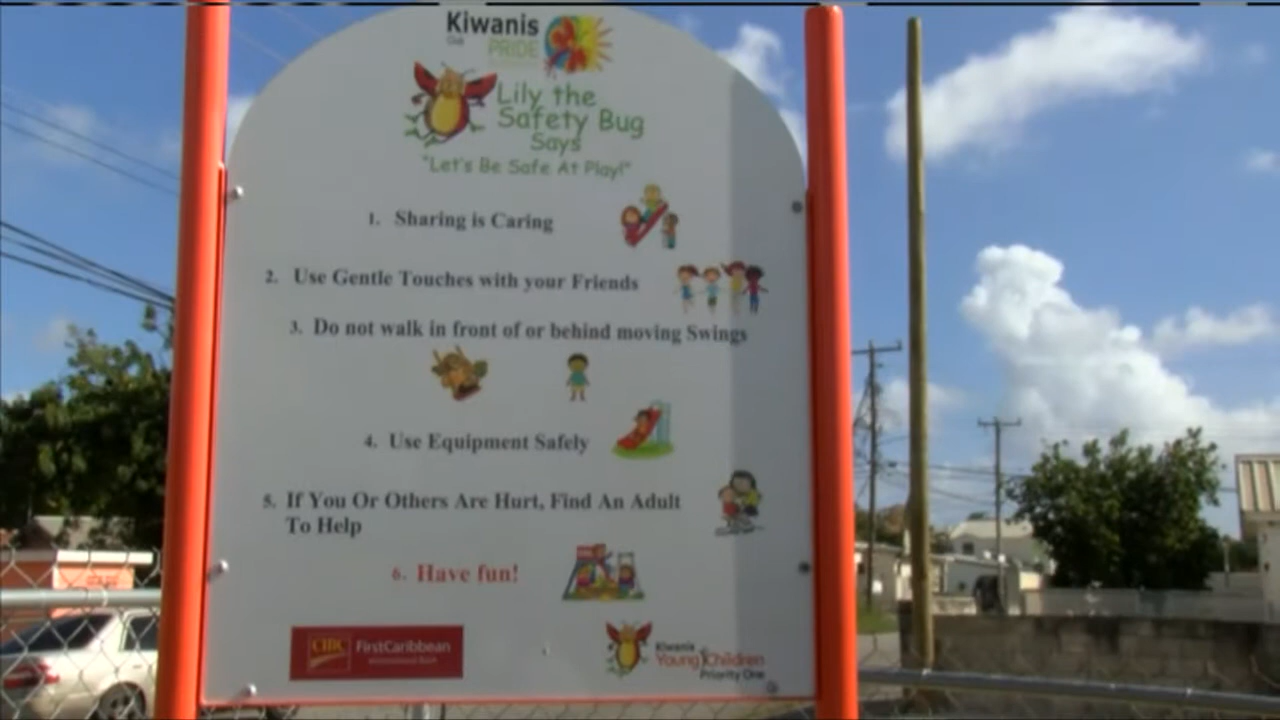 Kiwanis
Club
PRIDE
Lily the
Safety Bug
Says
"Let's Be Safe At Play!"
1. Sharing is Caring
2. Use Gentle Touches with your Friends
3. Do not walk in front of or behind moving Swings
4. Use Equipment Safely
5. If You Or Others Are Hurt, Find An Adult
To Help
6. Have fun!
CIBC FirstCaribbean
International Bank
Kiwanis
Young Children
Priority One